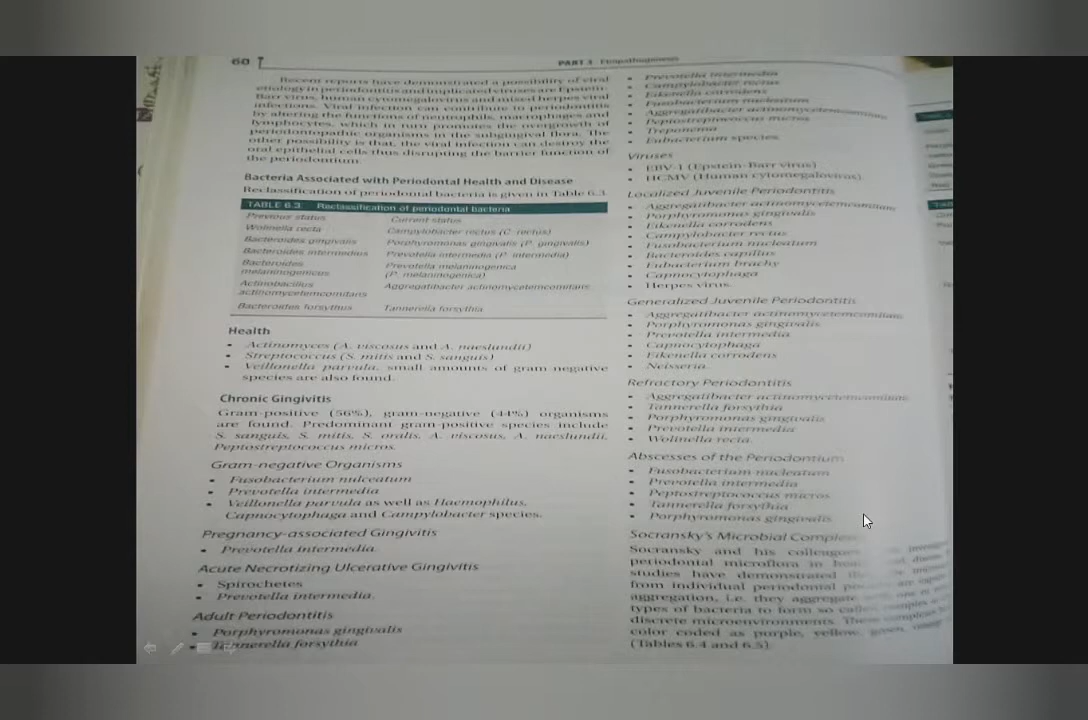 60
PART 3 Etiopathogenesis
Recent reports have demonstrated a possibility of viral
etiology in periodontitis and implicated viruses are Epstein-
Barr virus, human cytomegalovirus and mixed herpes viral
infections. Viral infection can contribute to periodontitis
by altering the functions of neutrophils, macrophages and
lymphocytes, which in turn promotes the overgrowth of
periodontopathic organisms in the subgingival flora. The
other possibility is that, the viral infection can destroy the
oral epithelial cells thus disrupting the barrier function of
the periodontium.
Bacteria Associated with Periodontal Health and Disease
Reclassification of periodontal bacteria is given in Table 6.3.
TABLE 6.3 Reclassification of periodontal bacteria
Previous status Current status
Wolinella recta Campylobacter rectus (C. rectus)
Bacteroides gingivalis Porphyromonas gingivalis (P. gingivalis)
Bacteroides intermedius Prevotella intermedia (P. intermedia)
Bacteroides Prevotella melaninogenica
melaninogenicus (P. melaninogenica)
Actinobacillus Aggregatibacter actinomycetemcomitans
actinomycetemcomitans
Bacteroides forsythus Tannerella forsythia
Health
• Actinomyces (A. viscosus and A. naeslundii)
• Streptococcus (S. mitis and S. sanguis)
• Veillonella parvula, small amounts of gram-negative
species are also found.
Chronic Gingivitis
Gram-positive (56%), gram-negative (44%) organisms
are found. Predominant gram-positive species include
S. sanguis, S. mitis, S. oralis, A. viscosus, A. naeslundii,
Peptostreptococcus micros.
Gram-negative Organisms
• Fusobacterium nulceatum
• Prevotella intermedia
• Veillonella parvula as well as Haemophilus,
Capnocytophaga and Campylobacter species.
Pregnancy-associated Gingivitis
• Prevotella intermedia.
Acute Necrotizing Ulcerative Gingivitis
• Spirochetes
• Prevotella intermedia.
Adult Periodontitis
• Porphyromonas gingivalis
• Tannerella forsythia
• Prevotella intermedia
• Campylobacter rectus
• Eikenella corrodens
• Fusobacterium nucleatum
• Aggregatibacter actinomycetemcomitans
• Peptostreptococcus micros
• Treponema
• Eubacterium species.
Viruses
• EBV-1 (Epstein-Barr virus)
• HCMV (Human cytomegalovirus).
Localized Juvenile Periodontitis
• Aggregatibacter actinomycetemcomitans
• Porphyromonas gingivalis
• Eikenella corrodens
• Campylobacter rectus
• Fusobacterium nucleatum
• Bacteroides capillus
• Eubacterium brachy
• Capnocytophaga
• Herpes virus.
Generalized Juvenile Periodontitis
• Aggregatibacter actinomycetemcomitans
• Porphyromonas gingivalis
• Prevotella intermedia
• Capnocytophaga
• Eikenella corrodens
• Neisseria.
Refractory Periodontitis
• Aggregatibacter actinomycetemcomitans
• Tannerella forsythia
• Porphyromonas gingivalis
• Prevotella intermedia
• Wolinella recta.
Abscesses of the Periodontium
• Fusobacterium nucleatum
• Prevotella intermedia
• Peptostreptococcus micros
• Tannerella forsythia
• Porphyromonas gingivalis
Socransky's Microbial
Socransky and his
periodontal microflora in
studies have demonstrated
from individual periodontal
aggregation, i.e. they aggregate
types of bacteria to form so called
discrete microenvironments. These
color coded as purple, yellow, green,
(Tables 6.4 and 6.5)